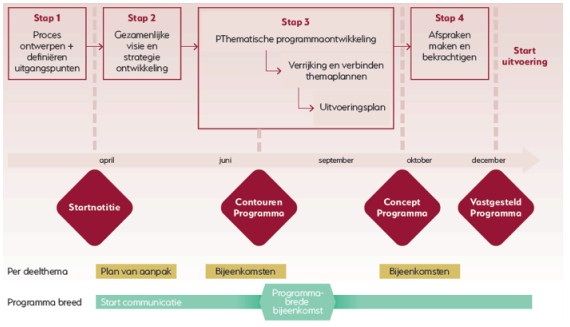 Stap 1
Proces
ontwerpen +
definiëren
uitgangspunten
Stap 2
Gezamenlijke
visie en
strategie
ontwikkeling
Stap 3
PThematische programmaontwikkeling
Verrijking en verbinden
themaplannen
Uitvoeringsplan
Stap 4
Afspraken
maken en
bekrachtigen
Start
uitvoering
april
juni
september
oktober
december
Startnotitie
Contouren
Programma
Concept
Programma
Vastgesteld
Programma
Per deelthema
Plan van aanpak
Bijeenkomsten
Bijeenkomsten
Programma breed
Start communicatie
Programma-
brede
bijeenkomst